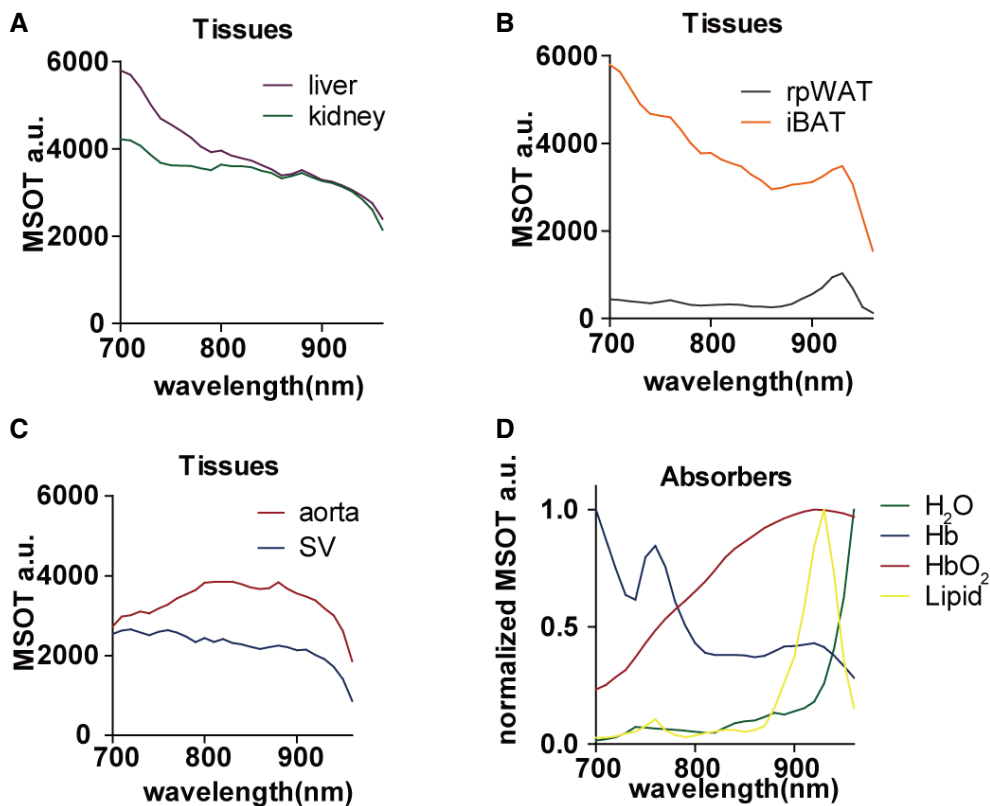 A
Tissues
MSOT a.u.
6000
4000
2000
0
700
800
900
wavelength(nm)
liver
kidney
B
Tissues
MSOT a.u.
6000
4000
2000
0
700
800
900
wavelength(nm)
rpWAT
iBAT
C
Tissues
MSOT a.u.
6000
4000
2000
0
700
800
900
wavelength(nm)
aorta
SV
D
Absorbers
normalized MSOT a.u.
1.0
0.5
0.0
700
800
900
wavelength(nm)
H₂O
Hb
HbO₂
Lipid